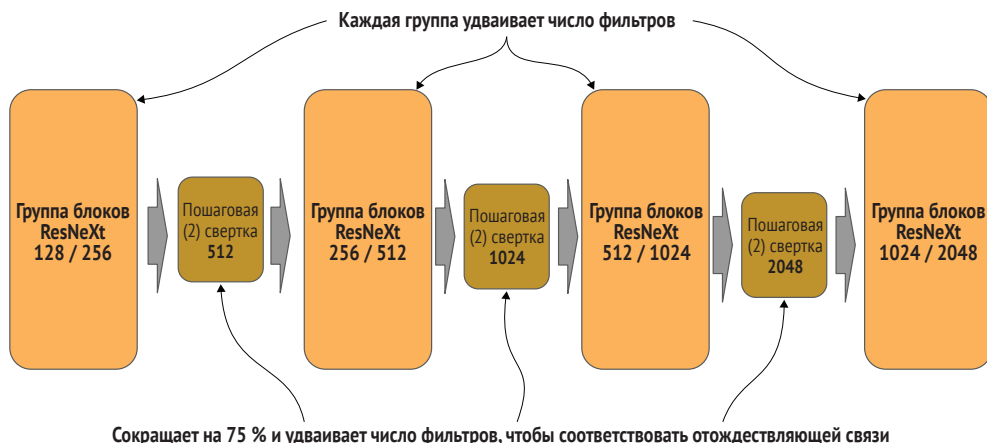 Каждая группа удваивает число фильтров
Группа блоков
ResNeXt
128 / 256
Пошаговая
(2) свертка
512
Группа блоков
ResNeXt
256 / 512
Пошаговая
(2) свертка
1024
Группа блоков
ResNeXt
512 / 1024
Пошаговая
(2) свертка
2048
Группа блоков
ResNeXt
1024 / 2048
Сокращает на 75 % и удваивает число фильтров, чтобы соответствовать отождествляющей связи